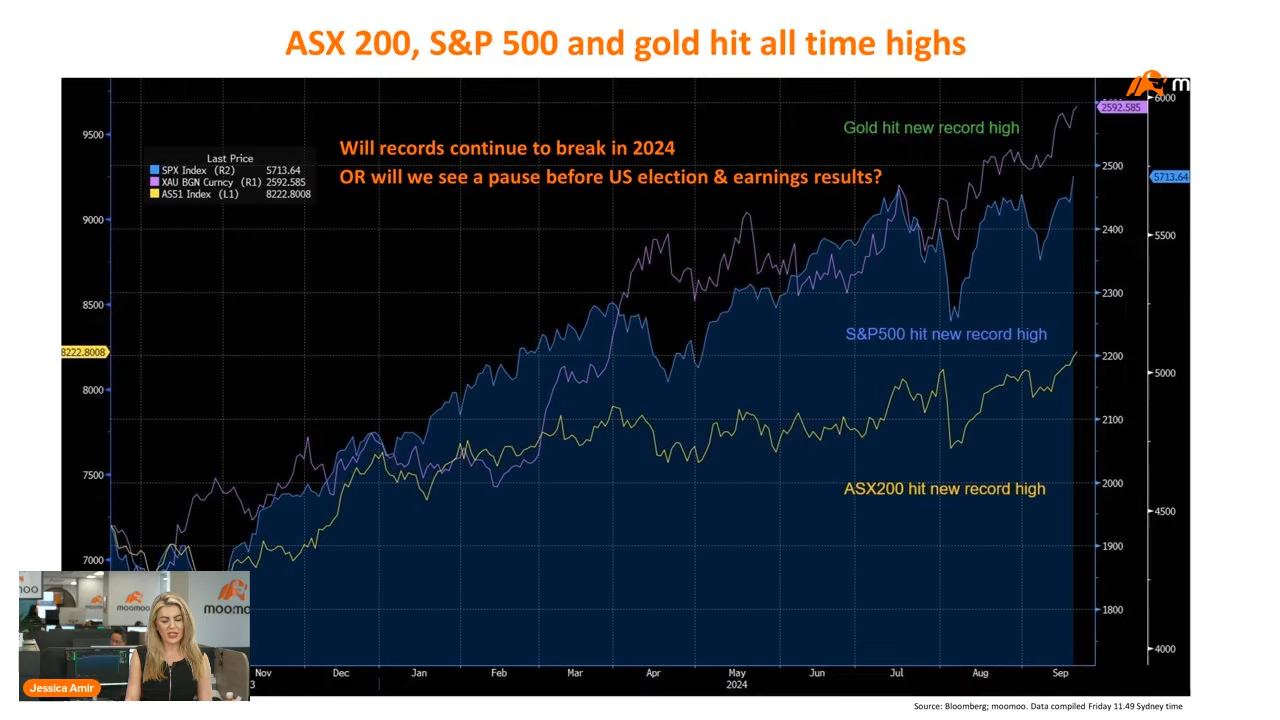 ASX 200, S&P 500 and gold hit all time highs
m
6000
2592.585
Gold hit new record high
9500
Will records continue to break in 2024
Last Price
SPX Index (R2) 5713.64
XAU BGN Curncy (R1) 2592.585
AS51 Index (L1) 8222.8008
OR will we see a pause before US election & earnings results?
2500
5713.64
9000
2400
5500
8500
2300
S&P500 hit new record high
8222.8008
2200
8000
5000
2100
7500
2000
ASX200 hit new record high
4500
7000
1900
moomoo
moomoo
1800
4000
Nov Dec Jan Feb Mar Apr May Jun Jul Aug Sep
3 2024
Jessica Amir
Source: Bloomberg; moomoo. Data compiled Friday 11.49 Sydney time